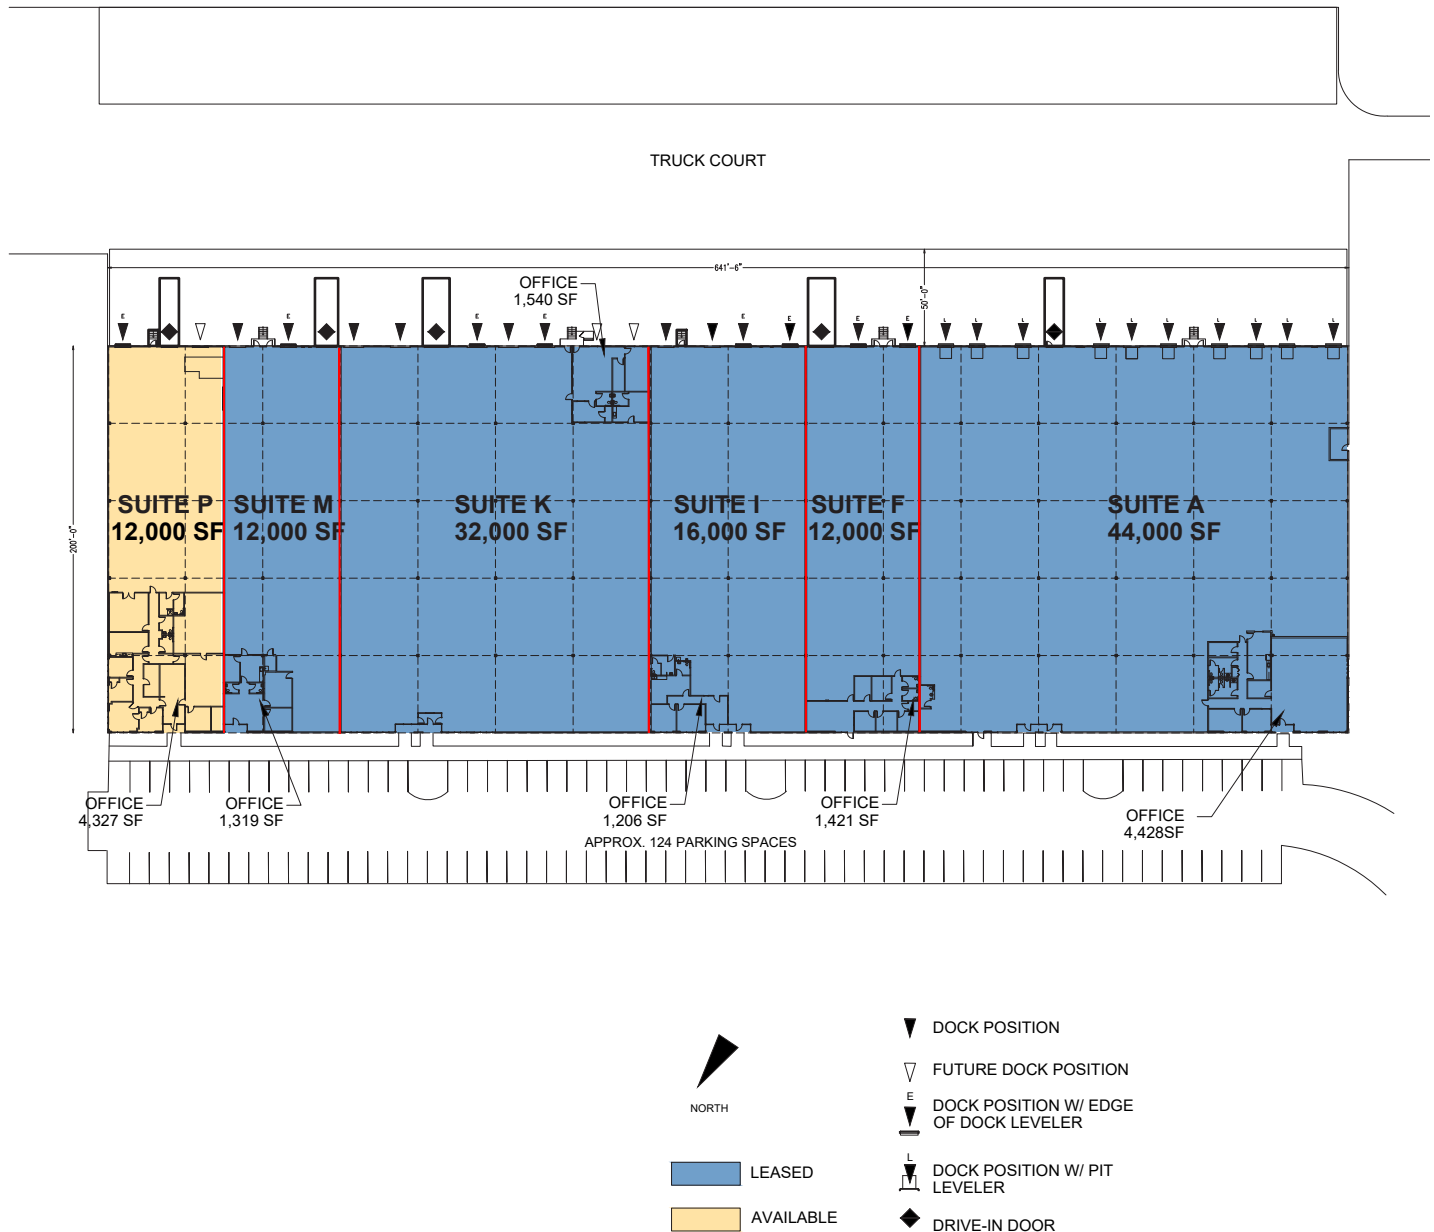 TRUCK COURT
641'-6"
50'-0"
OFFICE
1,540 SF
E
E
E
E
E
E
E
E
L
L
L
L
L
L
L
L
L
200'-0"
SUITE P
12,000 SF
SUITE M
12,000 SF
SUITE K
32,000 SF
SUITE I
16,000 SF
SUITE F
12,000 SF
SUITE A
44,000 SF
OFFICE
4,327 SF
OFFICE
1,319 SF
OFFICE
1,206 SF
OFFICE
1,421 SF
OFFICE
4,428SF
APPROX. 124 PARKING SPACES
NORTH
LEASED
AVAILABLE
DOCK POSITION
FUTURE DOCK POSITION
E
DOCK POSITION W/ EDGE
OF DOCK LEVELER
L
DOCK POSITION W/ PIT
LEVELER
DRIVE-IN DOOR